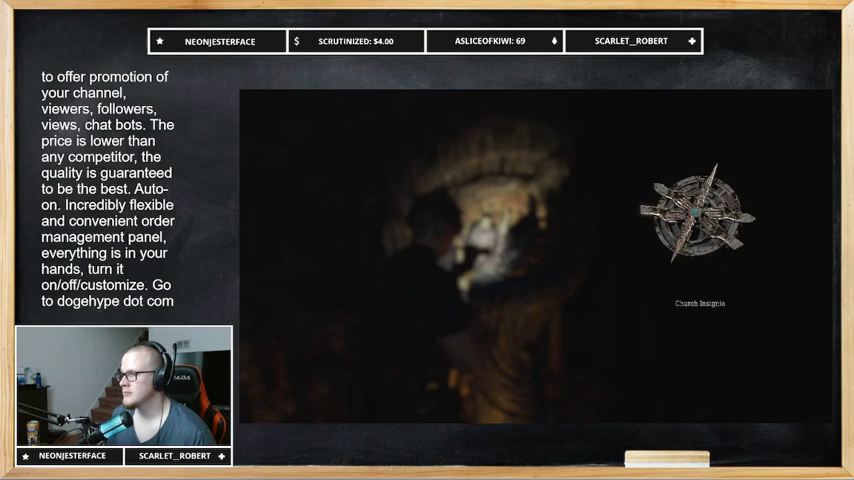 NEONJESTERFACE
$ SCRUTINIZED: $4.00
ASLICEOFKIWI: 69
SCARLET_ROBERT
to offer promotion of
your channel,
viewers, followers,
views, chat bots. The
price is lower than
any competitor, the
quality is guaranteed
to be the best. Auto-
on. Incredibly flexible
and convenient order
management panel,
everything is in your
hands, turn it
on/off/customize. Go
to dogehype dot com
Church Insignia
NEONJESTERFACE
SCARLET_ROBERT